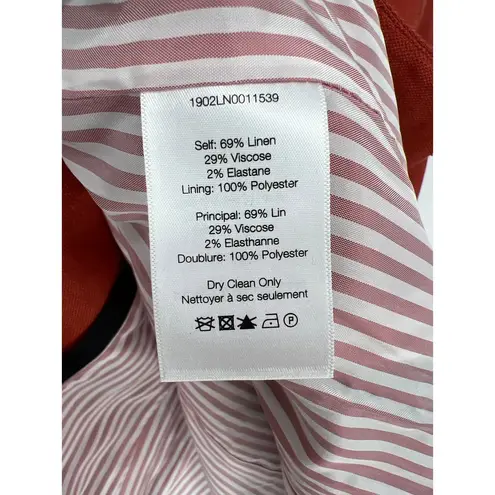 1902LN0011539
Self: 69% Linen
29% Viscose
2% Elastane
Lining: 100% Polyester
Principal: 69% Lin
29% Viscose
2% Elasthanne
Doublure: 100% Polyester
Dry Clean Only
Nettoyer à sec seulement
P